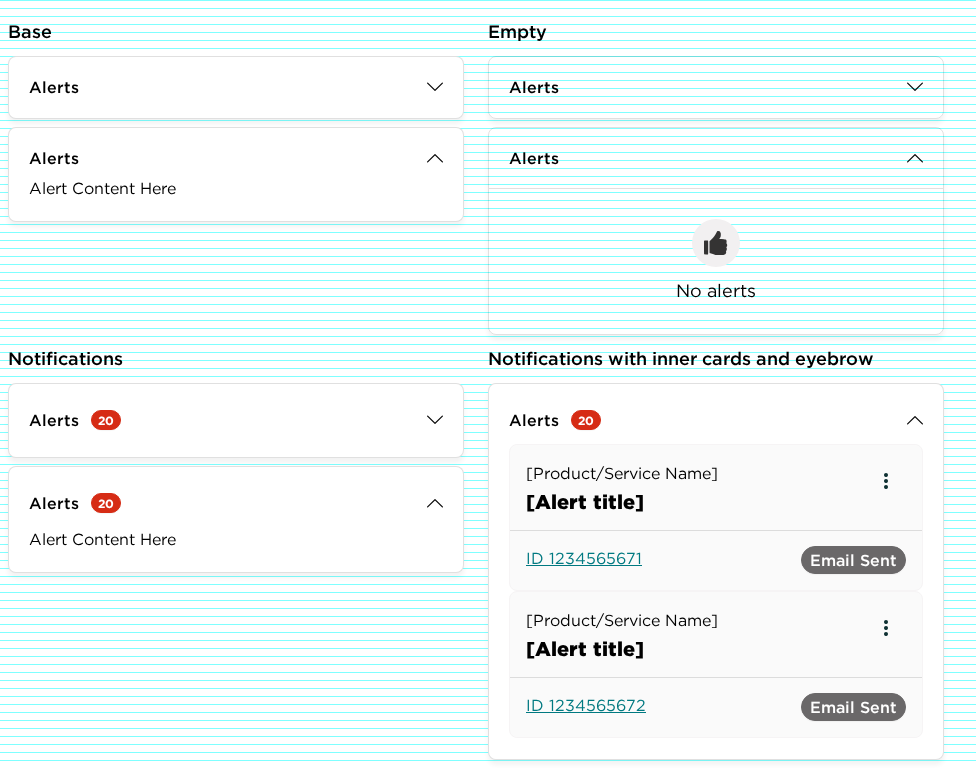 Base
Alerts
Alerts
Alert Content Here
Empty
Alerts
Alerts
No alerts
Notifications
Alerts 20
Alerts 20
Alert Content Here
Notifications with inner cards and eyebrow
Alerts 20
[Product/Service Name]
[Alert title]
ID 1234565671
Email Sent
[Product/Service Name]
[Alert title]
ID 1234565672
Email Sent